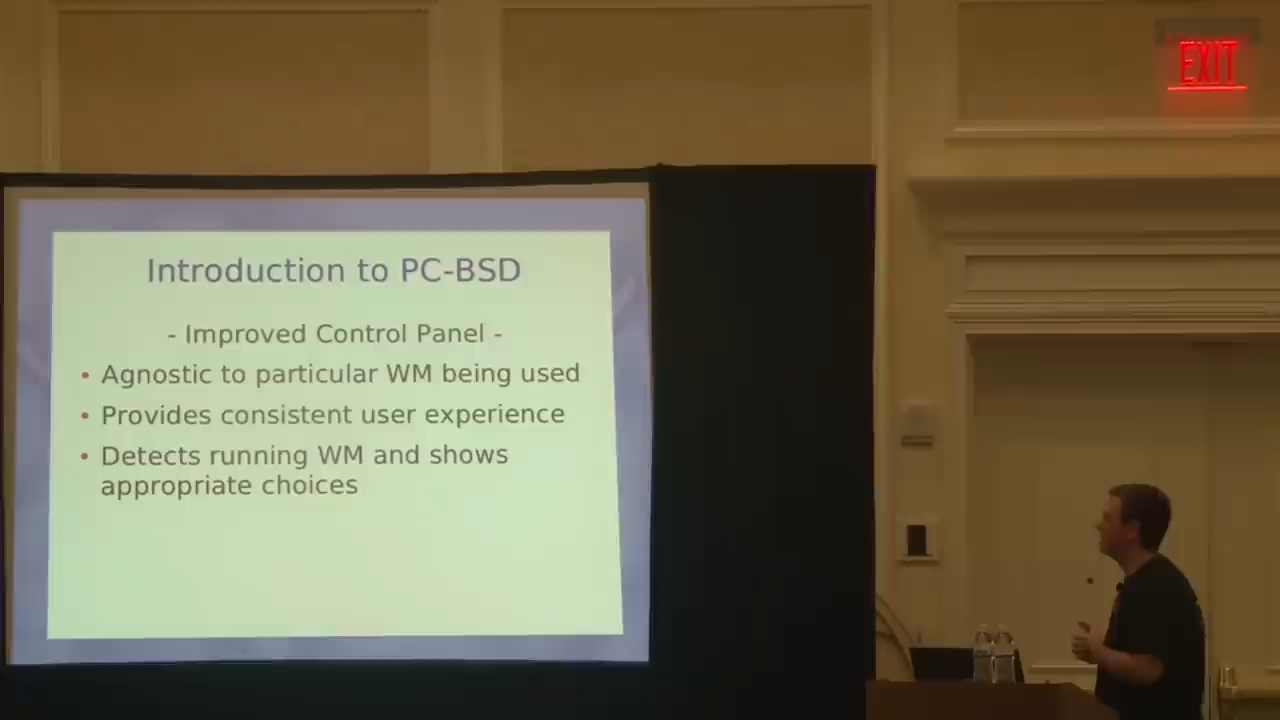 EXIT
Introduction to PC-BSD
- Improved Control Panel -
• Agnostic to particular WM being used
• Provides consistent user experience
• Detects running WM and shows
appropriate choices